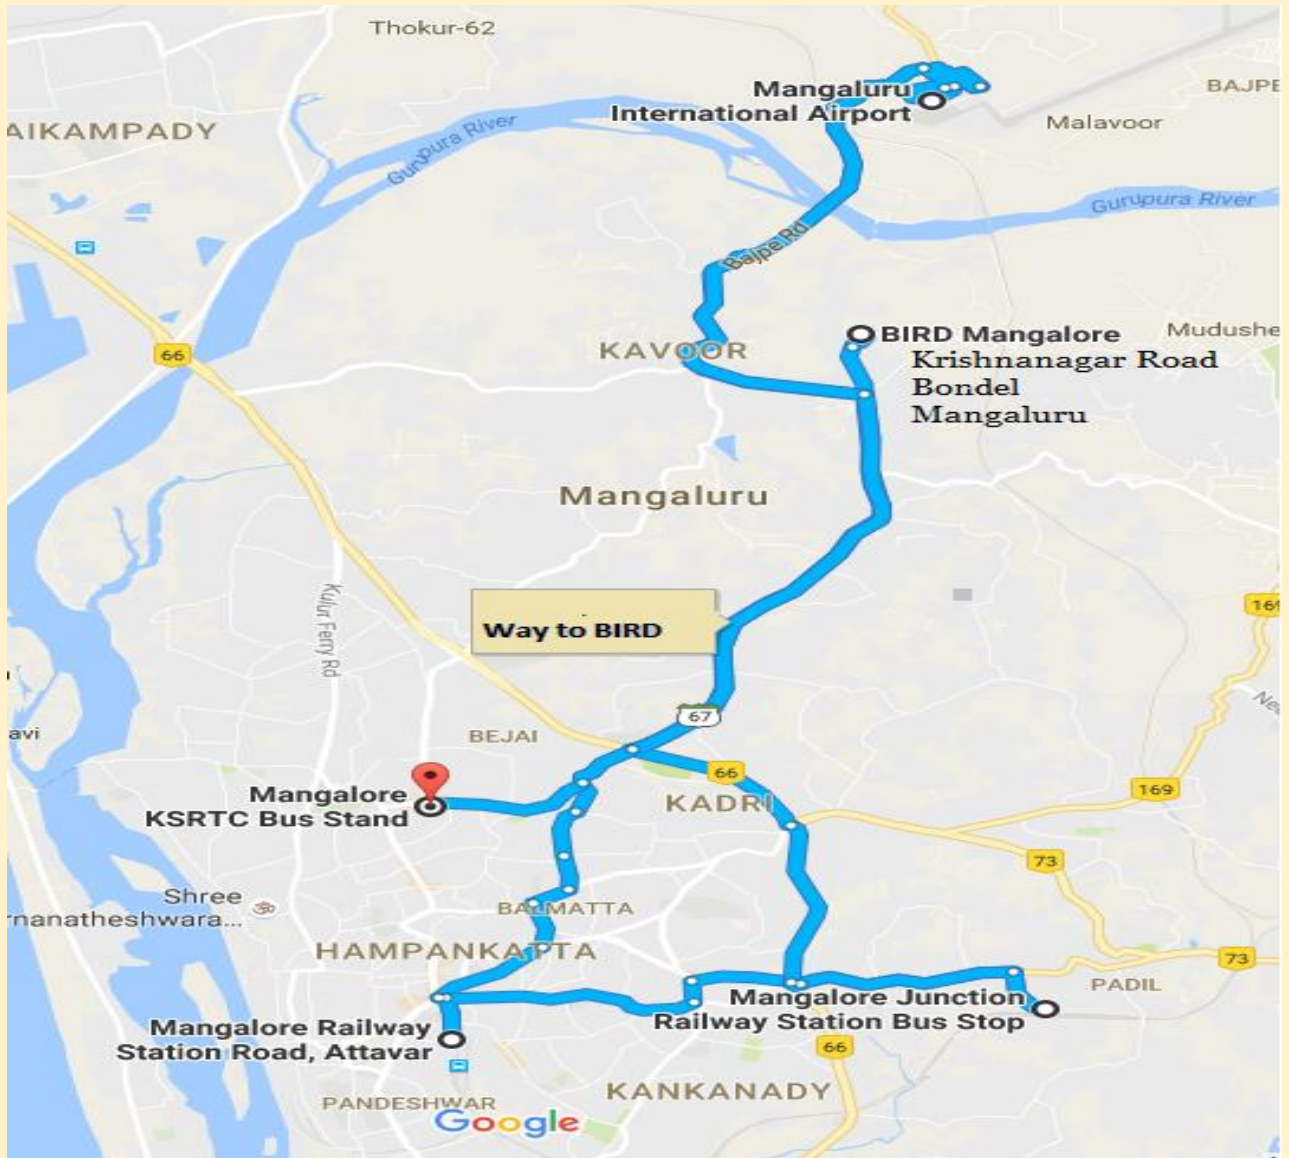 Thokur-62
Mangaluru
International Airport
BAJPE
Malavoor
AIKAMPADY
Gurupura River
Gurupura River
Bajpe Rd
BIRD Mangalore
Krishnanagar Road
Bondel
Mangaluru
Mudushe
KAVOOR
66
Mangaluru
Kulur Ferry Rd
Way to BIRD
169
Nee
67
avi
BEJAI
66
169
Mangalore
KSRTC Bus Stand
KADRI
73
Shree
rnanatheshwara...
BALMATTA
HAMPANKATTA
73
PADIL
Mangalore Junction
Railway Station Bus Stop
Mangalore Railway
Station Road, Attavar
66
KANKANADY
PANDESHWAR
Google